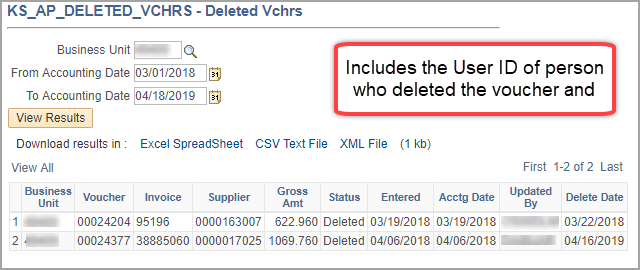 KS_AP_DELETED_VCHRS - Deleted Vchrs
Business Unit
From Accounting Date 03/01/2018
To Accounting Date 04/18/2019
Includes the User ID of person
who deleted the voucher and
View Results
Download results in : Excel SpreadSheet CSV Text File XML File (1 kb)
View All First 1-2 of 2 Last
Business Unit Voucher Invoice Supplier Gross Amt Status Entered Acctg Date Updated By Delete Date
1 00024204 95196 0000163007 622.960 Deleted 03/19/2018 03/19/2018 03/22/2018
2 00024377 38885060 0000017025 1069.760 Deleted 04/06/2018 04/06/2018 04/16/2019